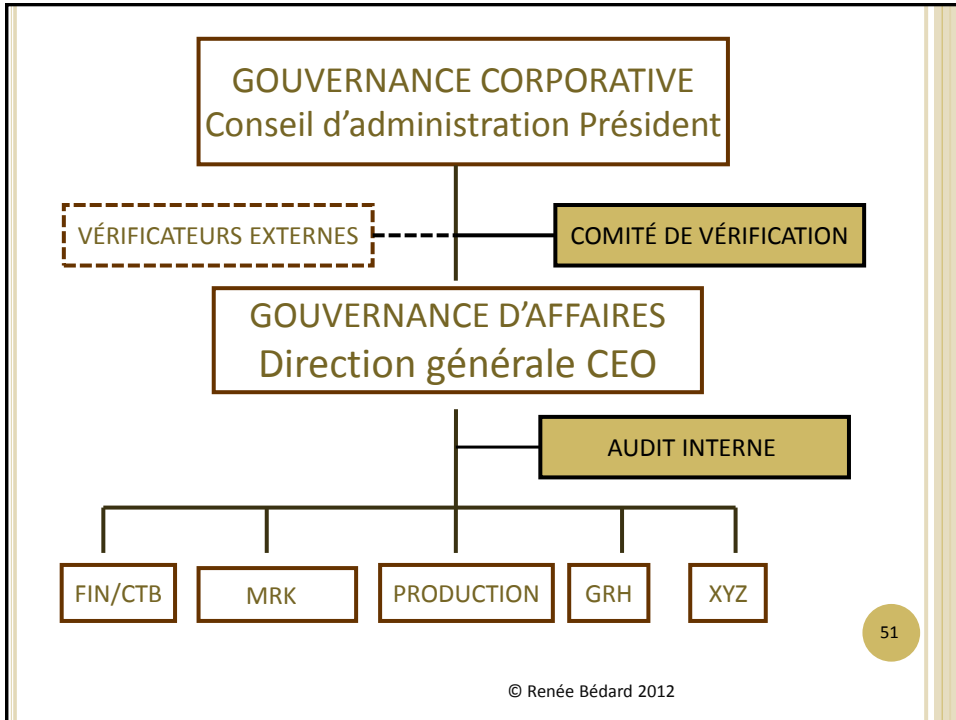 GOUVERNANCE CORPORATIVE
Conseil d’administration Président
VÉRIFICATEURS EXTERNES
COMITÉ DE VÉRIFICATION
GOUVERNANCE D’AFFAIRES
Direction générale CEO
AUDIT INTERNE
FIN/CTB
MRK
PRODUCTION
GRH
XYZ
51
© Renée Bédard 2012